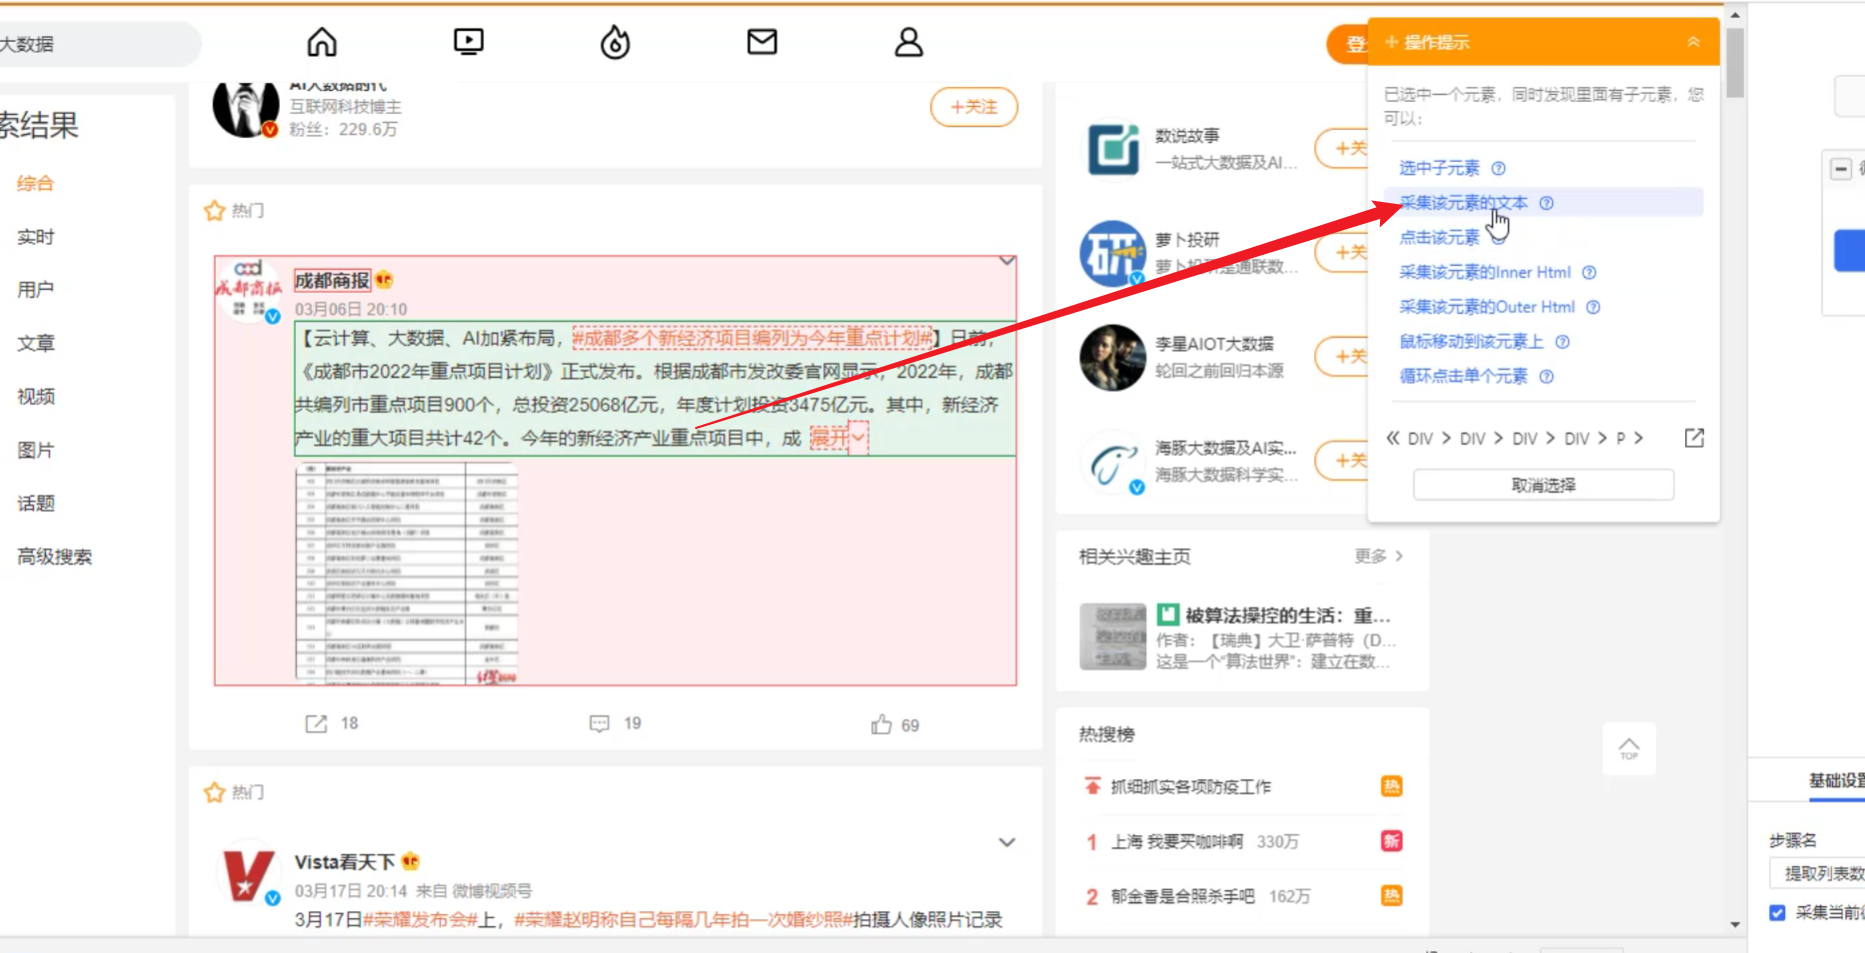 大数据
登
+ 操作提示
索结果
综合
实时
用户
文章
视频
图片
话题
高级搜索
AI大数据时代
互联网科技博主
粉丝：229.6万
+关注
热门
成都商报
03月06日 20:10
【云计算、大数据、AI加紧布局，#成都多个新经济项目编列为今年重点计划#】日前，
《成都市2022年重点项目计划》正式发布。根据成都市发改委官网显示，2022年，成都
共编列市重点项目900个，总投资25068亿元，年度计划投资3475亿元。其中，新经济
产业的重大项目共计42个。今年的新经济产业重点项目中，成 展开
18
19
69
热门
Vista看天下
03月17日 20:14 来自 微博视频号
3月17日#荣耀发布会#上，#荣耀赵明称自己每隔几年拍一次婚纱照#拍摄人像照片记录
数说故事
一站式大数据及AI...
+关
萝卜投研
萝卜投研是通联数...
+关
李星AIOT大数据
轮回之前回归本源
+关
海豚大数据及AI实...
海豚大数据科学实...
+关
相关兴趣主页
更多
被算法操控的生活：重...
作者：【瑞典】大卫·萨普特（D...
这是一个“算法世界”：建立在数...
热搜榜
抓细抓实各项防疫工作 热
1 上海 我要买咖啡啊 330万 新
2 郁金香是合照杀手吧 162万 热
已选中一个元素，同时发现里面有子元素，您
可以：
选中子元素
采集该元素的文本
点击该元素
采集该元素的Inner Html
采集该元素的Outer Html
鼠标移动到该元素上
循环点击单个元素
« DIV > DIV > DIV > DIV > P >
取消选择
TOP
基础设置
步骤名
提取列表数
采集当前